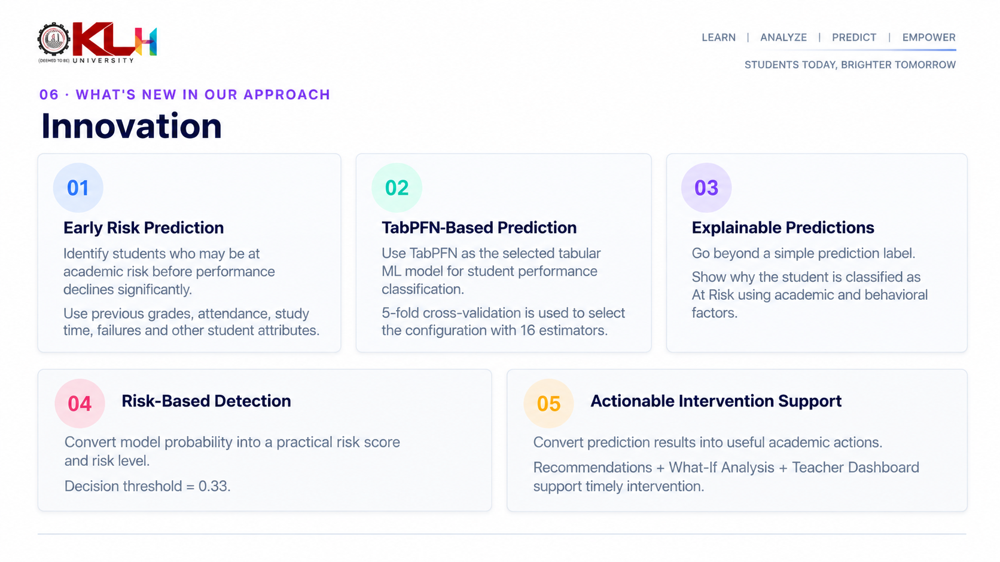 KLH
(DEEMED TO BE) UNIVERSITY
LEARN | ANALYZE | PREDICT | EMPOWER
STUDENTS TODAY, BRIGHTER TOMORROW
06 · WHAT'S NEW IN OUR APPROACH
Innovation
01
Early Risk Prediction
Identify students who may be at
academic risk before performance
declines significantly.
Use previous grades, attendance, study
time, failures and other student attributes.
02
TabPFN-Based Prediction
Use TabPFN as the selected tabular
ML model for student performance
classification.
5-fold cross-validation is used to select
the configuration with 16 estimators.
03
Explainable Predictions
Go beyond a simple prediction label.
Show why the student is classified as
At Risk using academic and behavioral
factors.
04
Risk-Based Detection
Convert model probability into a practical risk score
and risk level.
Decision threshold = 0.33.
05
Actionable Intervention Support
Convert prediction results into useful academic actions.
Recommendations + What-If Analysis + Teacher Dashboard
support timely intervention.